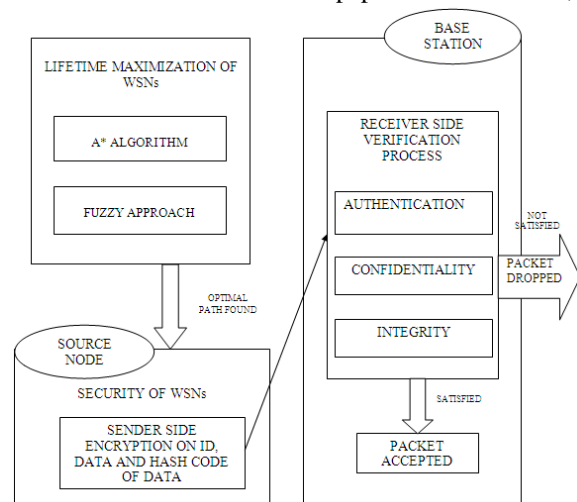 LIFETIME MAXIMIZATION OF
WSNs
A* ALGORITHM
FUZZY APPROACH
OPTIMAL
PATH FOUND
SOURCE
NODE
SECURITY OF WSNs
SENDER SIDE
ENCRYPTION ON ID,
DATA AND HASH CODE
OF DATA
BASE
STATION
RECEIVER SIDE
VERIFICATION
PROCESS
AUTHENTICATION
CONFIDENTIALITY
INTEGRITY
NOT
SATISFIED
PACKET
DROPPED
SATISFIED
PACKET
ACCEPTED